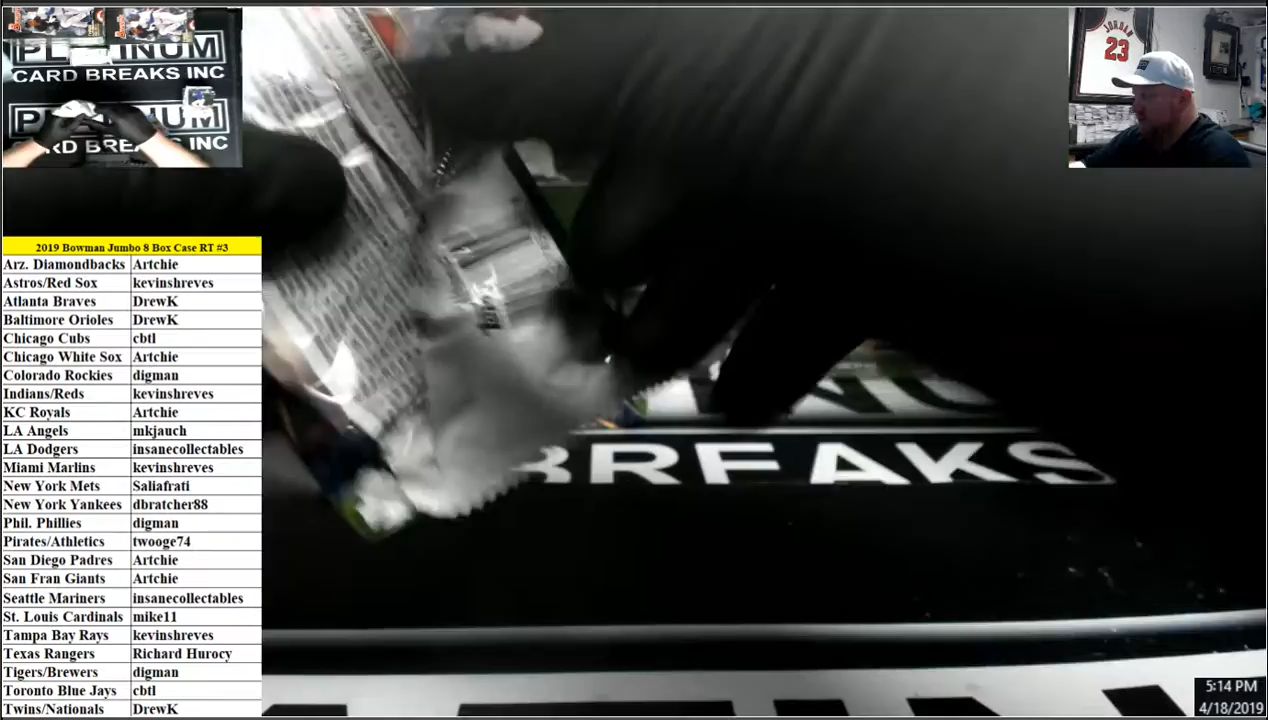 PLATINUM
CARD BREAKS INC
PLATINUM
CARD BREAKS INC
JORDAN
23
BREAKS
2019 Bowman Jumbo 8 Box Case RT #3
Arz. Diamondbacks Artchie
Astros/Red Sox kevinshreves
Atlanta Braves DrewK
Baltimore Orioles DrewK
Chicago Cubs cbtl
Chicago White Sox Artchie
Colorado Rockies digman
Indians/Reds kevinshreves
KC Royals Artchie
LA Angels mkjauch
LA Dodgers insanecollectables
Miami Marlins kevinshreves
New York Mets Saliafrati
New York Yankees dbratcher88
Phil. Phillies digman
Pirates/Athletics twooge74
San Diego Padres Artchie
San Fran Giants Artchie
Seattle Mariners insanecollectables
St. Louis Cardinals mike11
Tampa Bay Rays kevinshreves
Texas Rangers Richard Hurocy
Tigers/Brewers digman
Toronto Blue Jays cbtl
Twins/Nationals DrewK
5:14 PM
4/18/2019